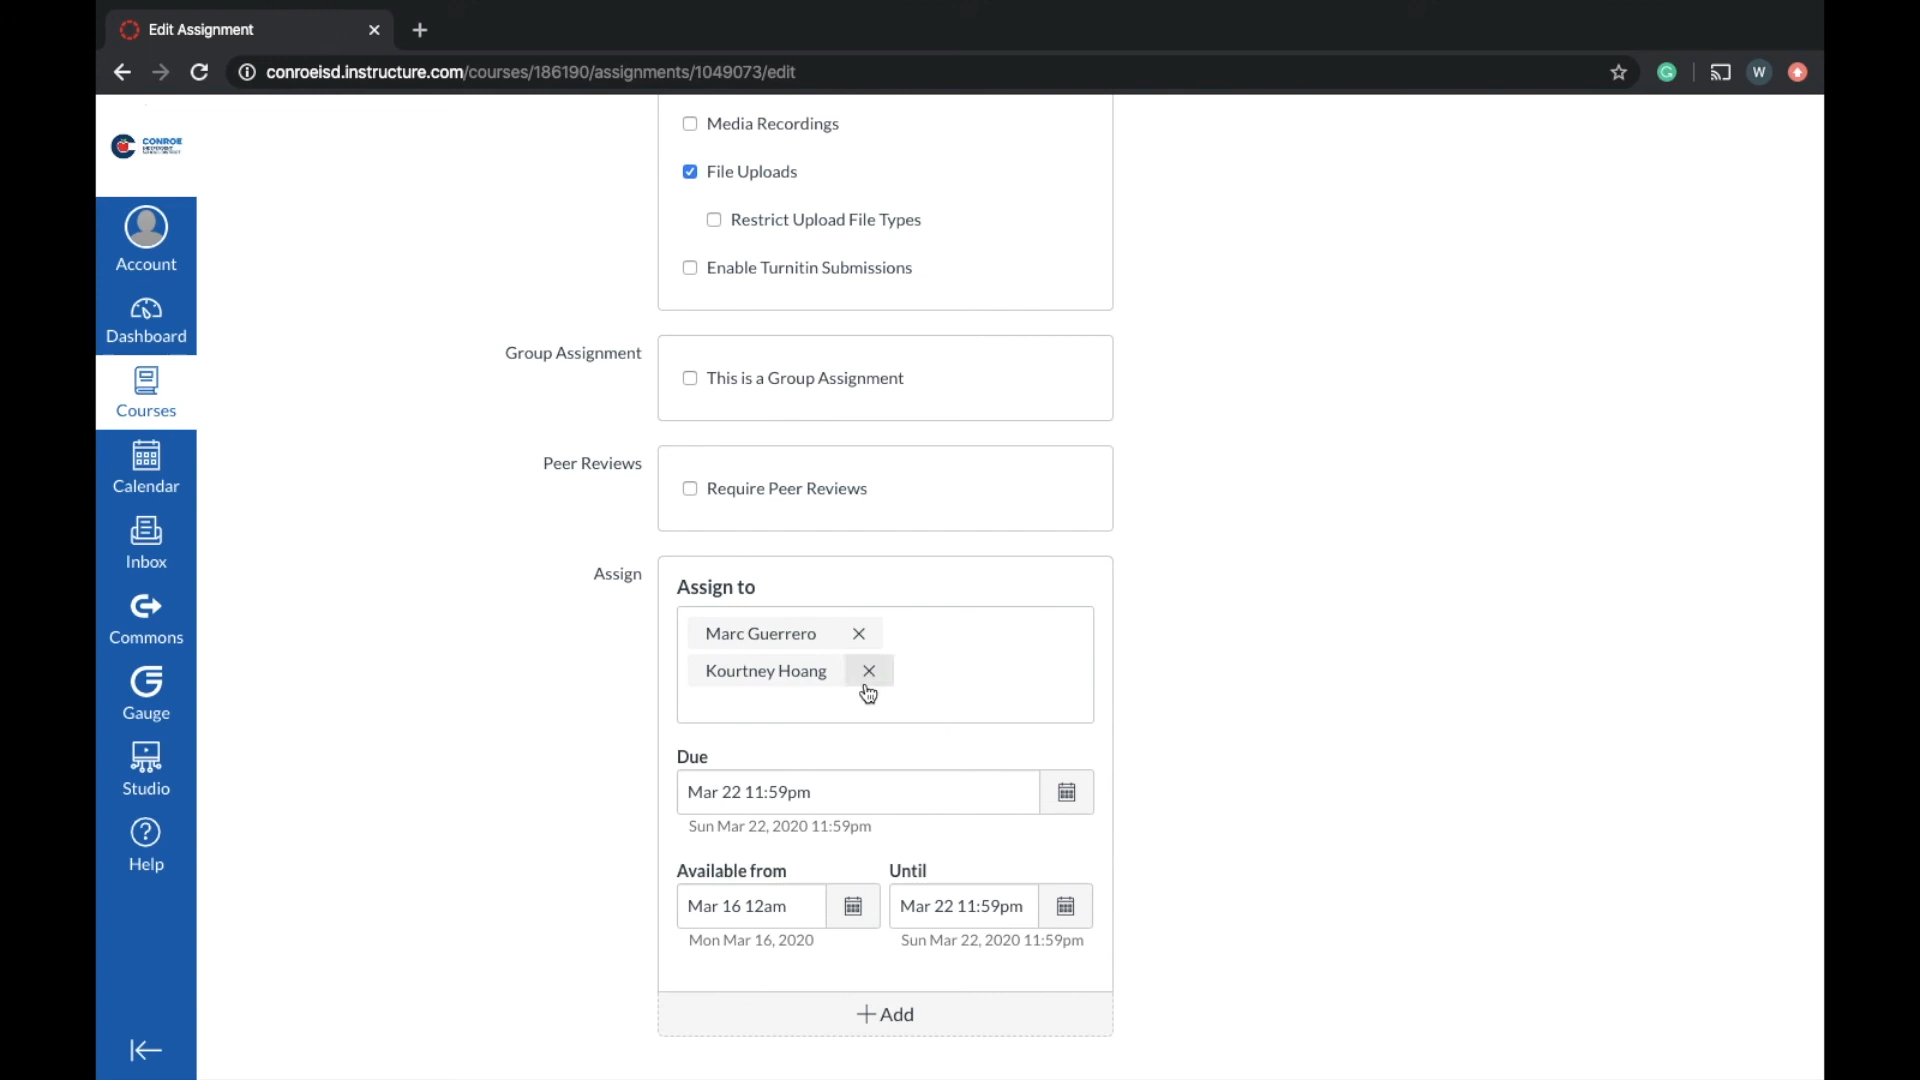 Edit Assignment
conroeisd.instructure.com/courses/186190/assignments/1049073/edit
W
CONROE
Account
Dashboard
Courses
Calendar
Inbox
Commons
Gauge
Studio
Help
Media Recordings
File Uploads
Restrict Upload File Types
Enable Turnitin Submissions
Group Assignment
This is a Group Assignment
Peer Reviews
Require Peer Reviews
Assign
Assign to
Marc Guerrero
Kourtney Hoang
Due
Mar 22 11:59pm
Sun Mar 22, 2020 11:59pm
Available from Until
Mar 16 12am Mar 22 11:59pm
Mon Mar 16, 2020 Sun Mar 22, 2020 11:59pm
+ Add